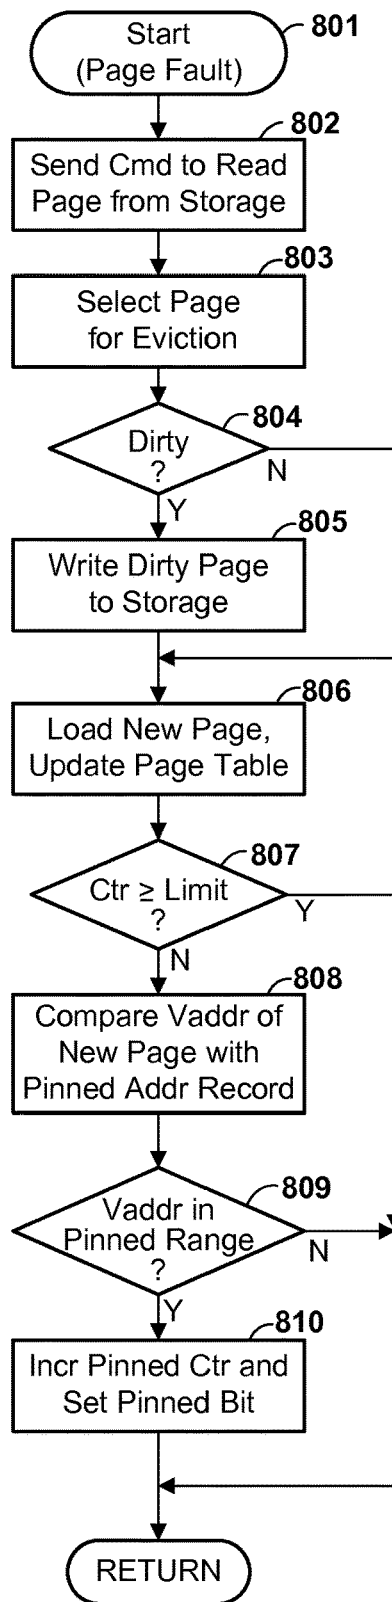 801
Start
(Page Fault)
802
Send Cmd to Read
Page from Storage
803
Select Page
for Eviction
804
Dirty
?
N
Y
805
Write Dirty Page
to Storage
806
Load New Page,
Update Page Table
807
Ctr ≥ Limit
?
Y
N
808
Compare Vaddr of
New Page with
Pinned Addr Record
809
Vaddr in
Pinned Range
?
N
Y
810
Incr Pinned Ctr and
Set Pinned Bit
RETURN